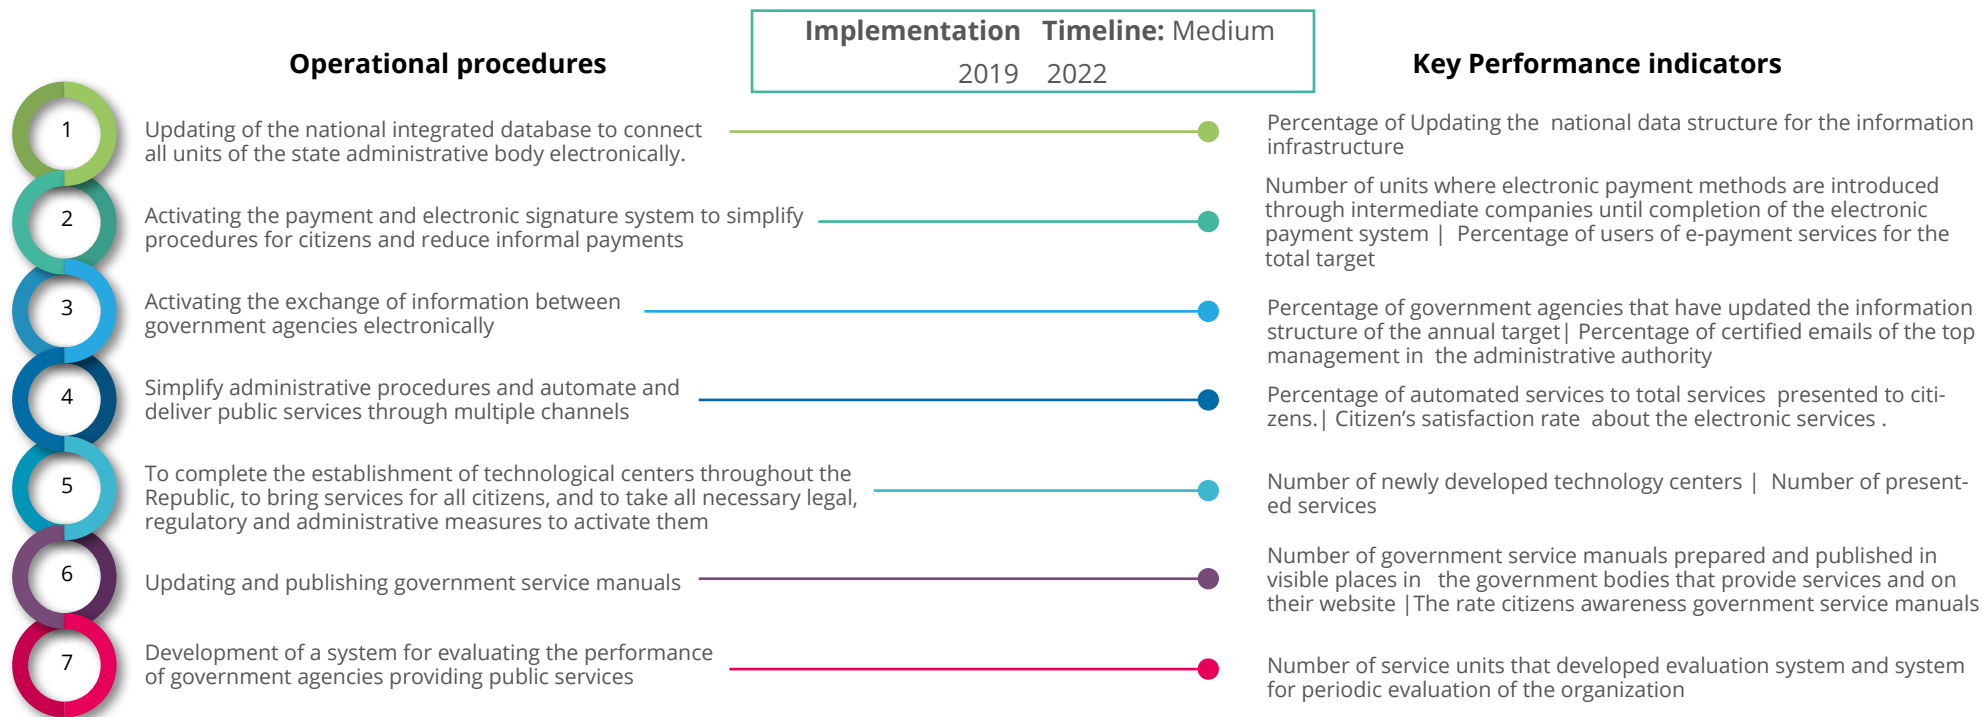 Implementation Timeline: Medium
2019 2022
Operational procedures
Key Performance indicators
1
Updating of the national integrated database to connect
all units of the state administrative body electronically.
Percentage of Updating the national data structure for the information
infrastructure
2
Activating the payment and electronic signature system to simplify
procedures for citizens and reduce informal payments
Number of units where electronic payment methods are introduced
through intermediate companies until completion of the electronic
payment system | Percentage of users of e-payment services for the
total target
3
Activating the exchange of information between
government agencies electronically
Percentage of government agencies that have updated the information
structure of the annual target| Percentage of certified emails of the top
management in the administrative authority
4
Simplify administrative procedures and automate and
deliver public services through multiple channels
Percentage of automated services to total services presented to citi-
zens.| Citizen’s satisfaction rate about the electronic services .
5
To complete the establishment of technological centers throughout the
Republic, to bring services for all citizens, and to take all necessary legal,
regulatory and administrative measures to activate them
Number of newly developed technology centers | Number of present-
ed services
6
Updating and publishing government service manuals
Number of government service manuals prepared and published in
visible places in the government bodies that provide services and on
their website |The rate citizens awareness government service manuals
7
Development of a system for evaluating the performance
of government agencies providing public services
Number of service units that developed evaluation system and system
for periodic evaluation of the organization